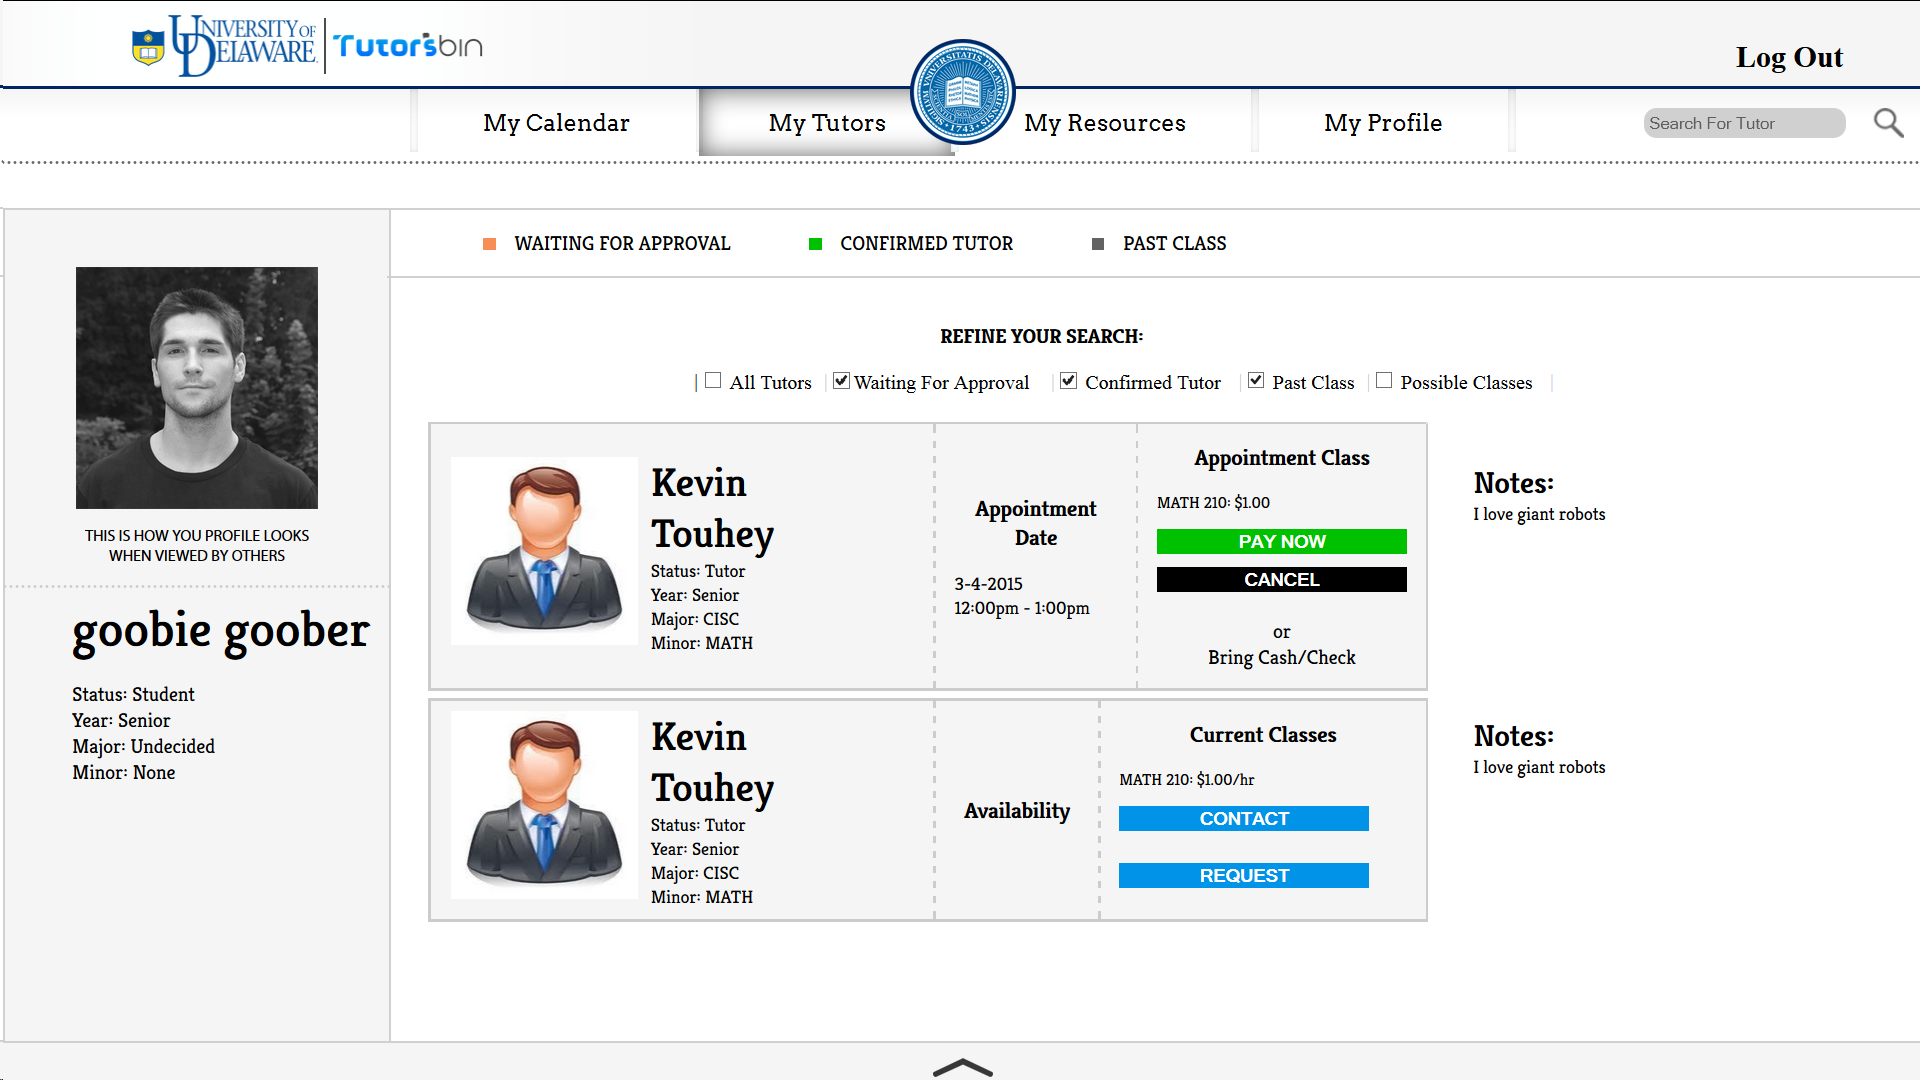 UNIVERSITY OF DELAWARE. Tutorsbin
Log Out
My Calendar
My Tutors
My Resources
My Profile
Search For Tutor
1743
WAITING FOR APPROVAL
CONFIRMED TUTOR
PAST CLASS
THIS IS HOW YOU PROFILE LOOKS
WHEN VIEWED BY OTHERS
goobie goober
Status: Student
Year: Senior
Major: Undecided
Minor: None
REFINE YOUR SEARCH:
All Tutors
Waiting For Approval
Confirmed Tutor
Past Class
Possible Classes
Kevin
Touhey
Status: Tutor
Year: Senior
Major: CISC
Minor: MATH
Appointment
Date
3-4-2015
12:00pm - 1:00pm
Appointment Class
MATH 210: $1.00
PAY NOW
CANCEL
or
Bring Cash/Check
Notes:
I love giant robots
Kevin
Touhey
Status: Tutor
Year: Senior
Major: CISC
Minor: MATH
Availability
Current Classes
MATH 210: $1.00/hr
CONTACT
REQUEST
Notes:
I love giant robots